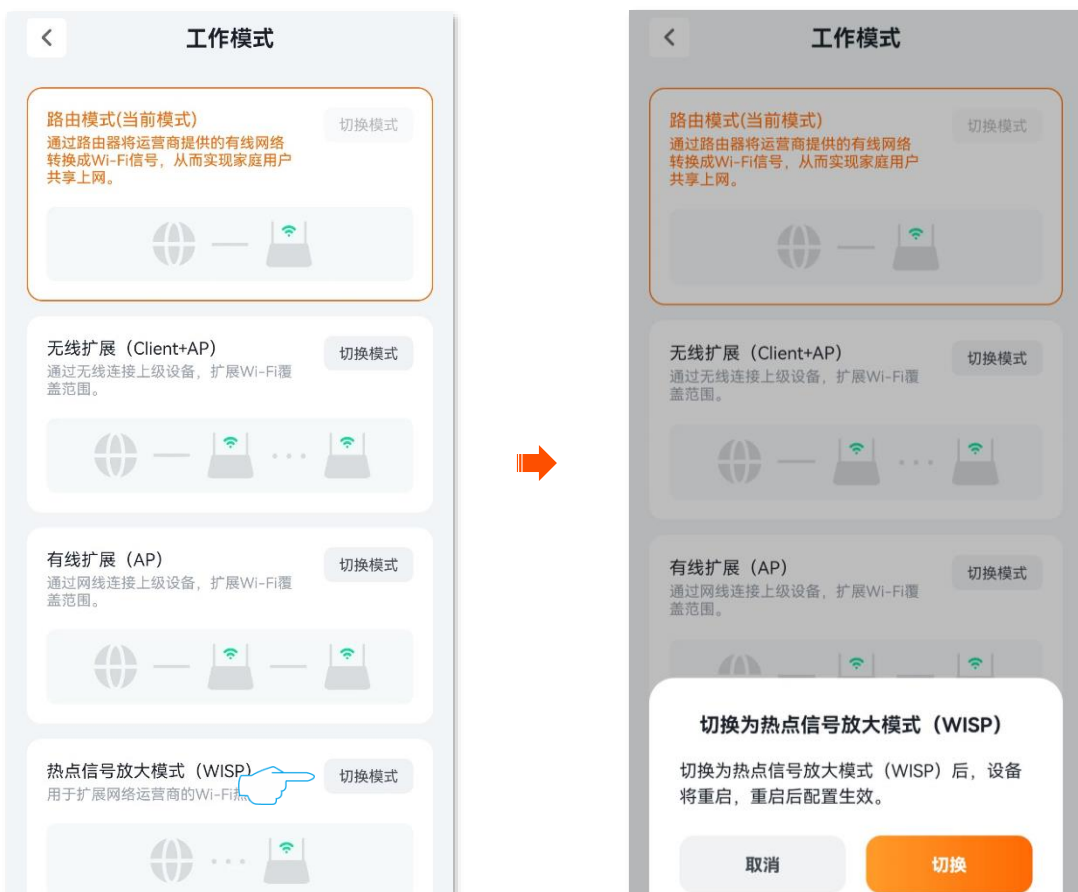 工作模式
路由模式(当前模式)
切换模式
通过路由器将运营商提供的有线网络
转换成Wi-Fi信号，从而实现家庭用户
共享上网。
无线扩展（Client+AP)
切换模式
通过无线连接上级设备，扩展Wi-Fi覆
盖范围。
有线扩展（AP)
切换模式
通过网线连接上级设备，扩展Wi-Fi覆
盖范围。
热点信号放大模式（WISP)
切换模式
用于扩展网络运营商的Wi-Fi热
工作模式
路由模式(当前模式)
切换模式
通过路由器将运营商提供的有线网络
转换成Wi-Fi信号，从而实现家庭用户
共享上网。
无线扩展（Client+AP)
切换模式
通过无线连接上级设备，扩展Wi-Fi覆
盖范围。
有线扩展（AP)
切换模式
通过网线连接上级设备，扩展Wi-Fi覆
盖范围。
切换为热点信号放大模式（WISP)
切换为热点信号放大模式（WISP）后，设备
将重启，重启后配置生效。
取消
切换